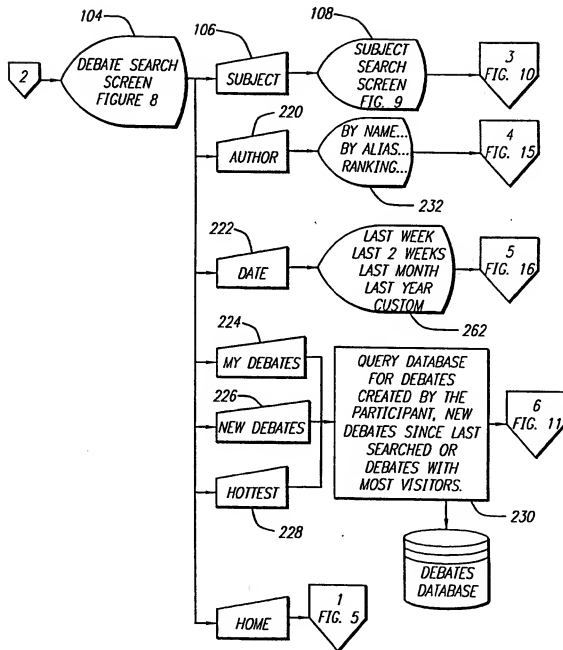 104
2
DEBATE SEARCH
SCREEN
FIGURE 8
106
SUBJECT
108
SUBJECT
SEARCH
SCREEN
FIG. 9
3
FIG. 10
220
AUTHOR
BY NAME...
BY ALIAS...
RANKING...
232
4
FIG. 15
222
DATE
LAST WEEK
LAST 2 WEEKS
LAST MONTH
LAST YEAR
CUSTOM
262
5
FIG. 16
224
MY DEBATES
226
NEW DEBATES
HOTTEST
228
QUERY DATABASE
FOR DEBATES
CREATED BY THE
PARTICIPANT, NEW
DEBATES SINCE LAST
SEARCHED OR
DEBATES WITH
MOST VISITORS.
230
6
FIG. 11
DEBATES
DATABASE
HOME
1
FIG. 5